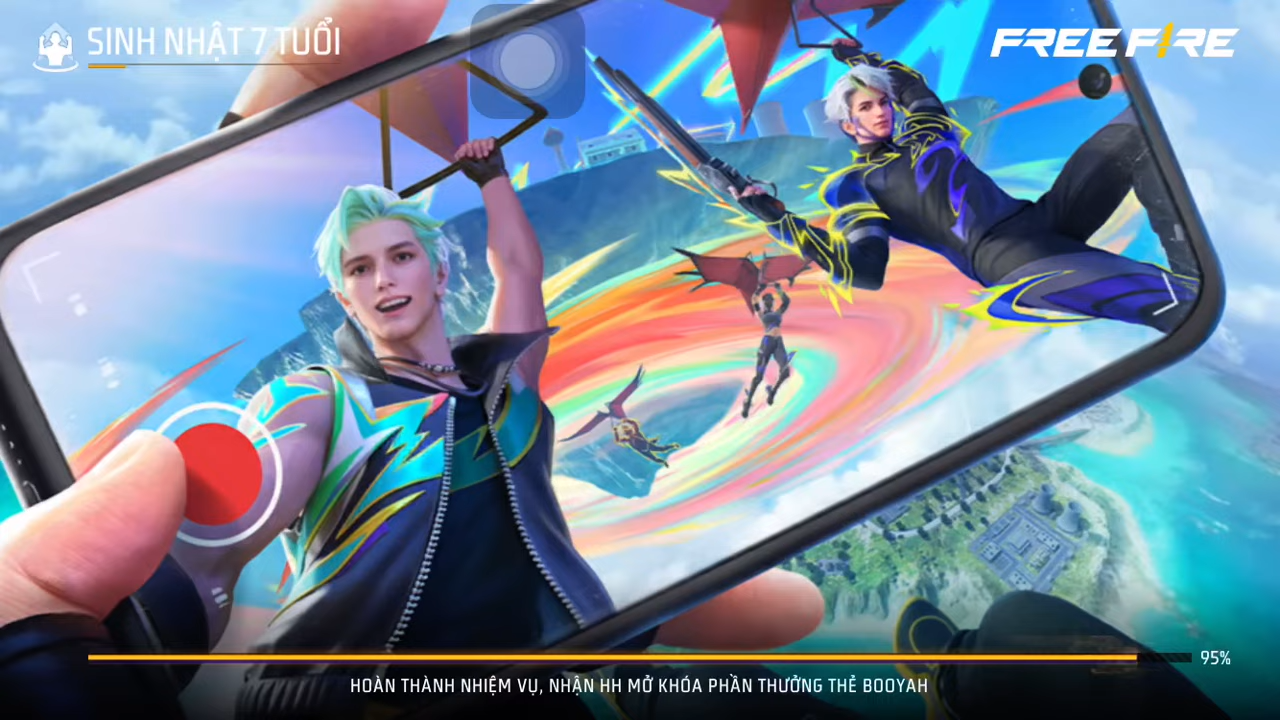 SINH NHẬT 7 TUỔI
FREE FIRE
95%
HOÀN THÀNH NHIỆM VỤ, NHẬN HH MỞ KHÓA PHẦN THƯỞNG THẺ BOOYAH